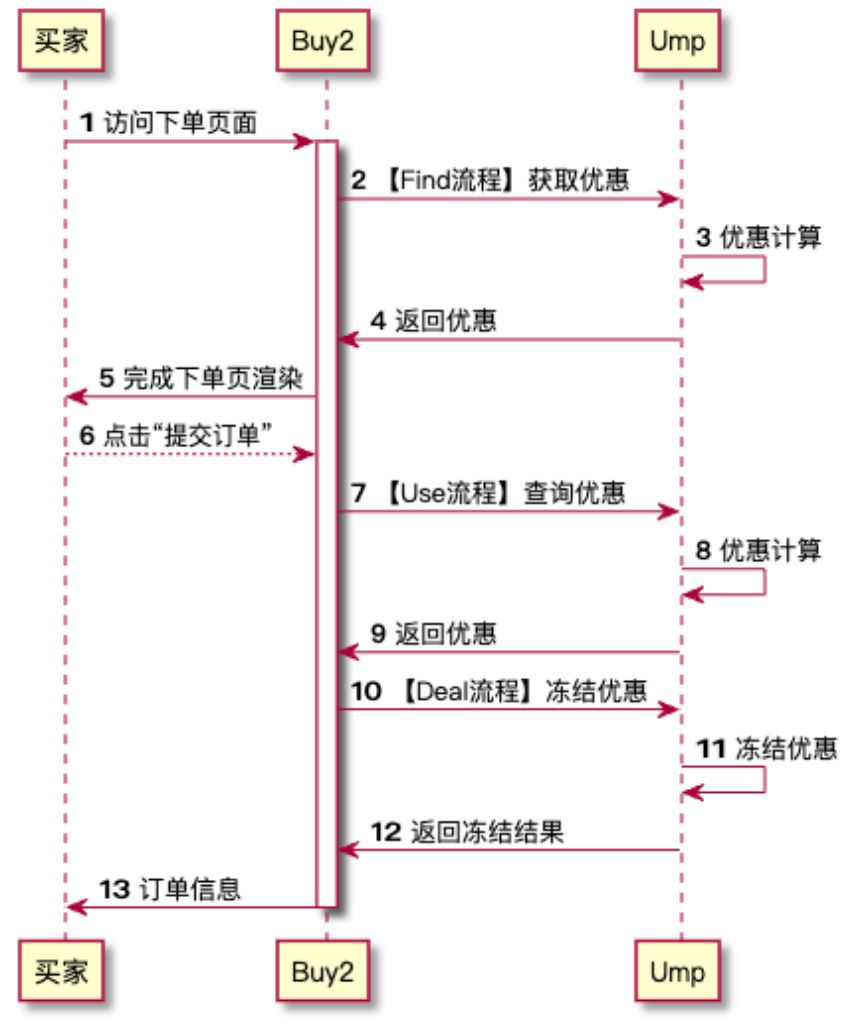 买家
Buy2
Ump
1 访问下单页面
2 【Find流程】获取优惠
3 优惠计算
4 返回优惠
5 完成下单页渲染
6 点击“提交订单”
7 【Use流程】查询优惠
8 优惠计算
9 返回优惠
10 【Deal流程】冻结优惠
11 冻结优惠
12 返回冻结结果
13 订单信息
买家
Buy2
Ump